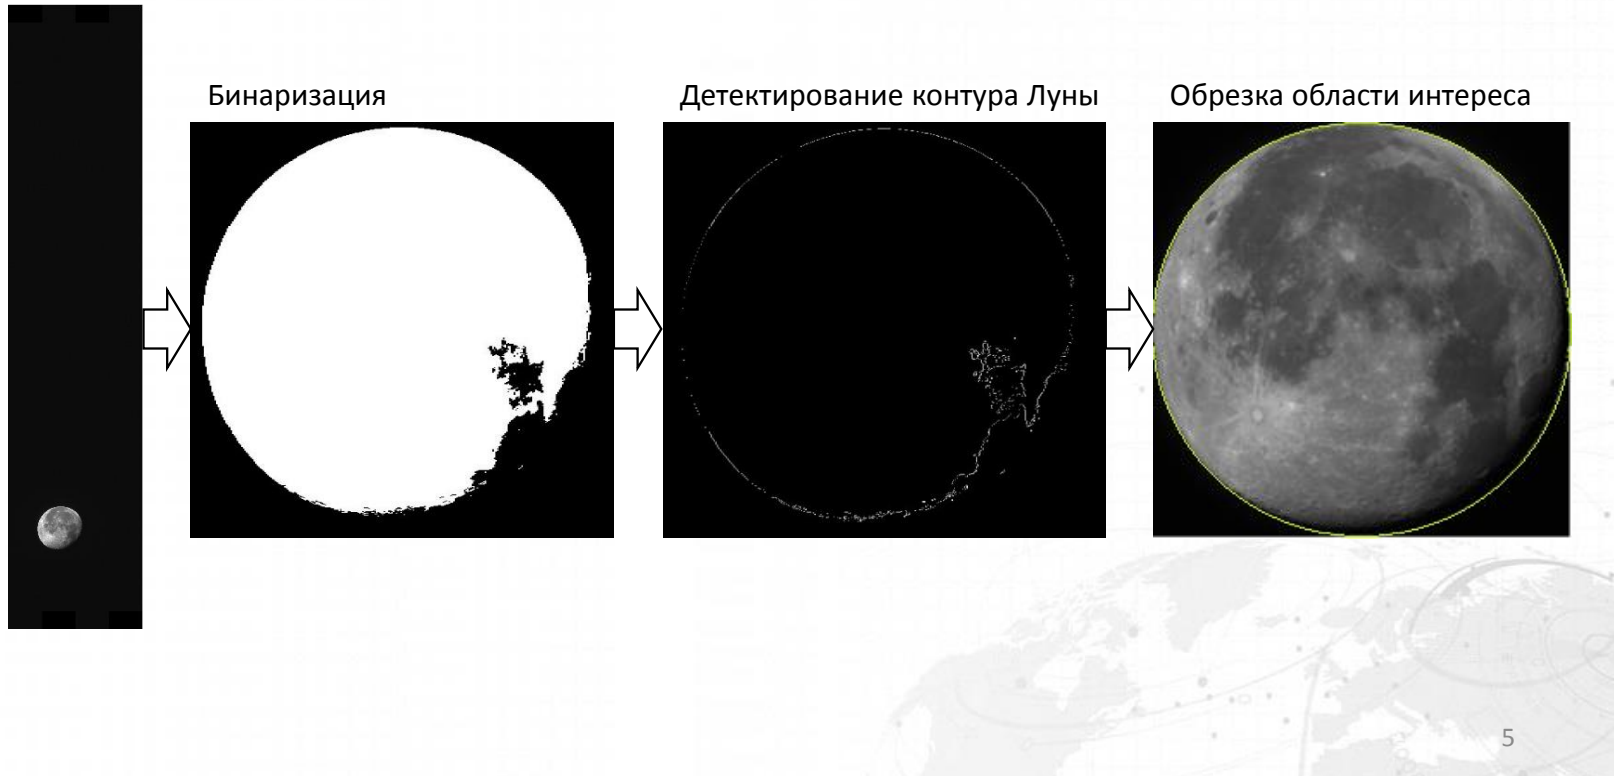 Бинаризация
Детектирование контура Луны
Обрезка области интереса
5